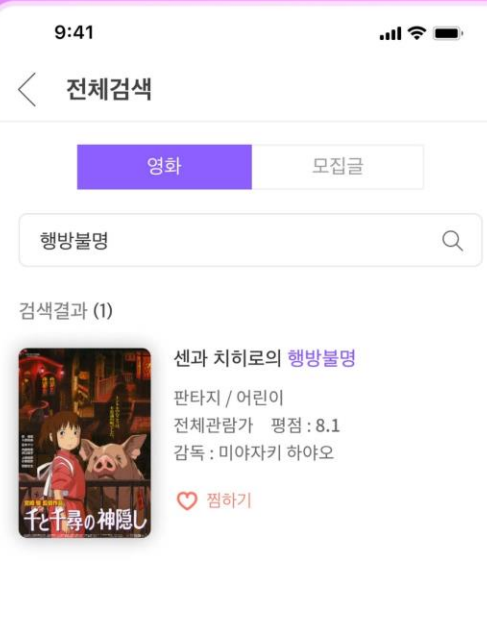 9:41
전체검색
영화
모집글
행방불명
검색결과 (1)
센과 치히로의 행방불명
판타지 / 어린이
전체관람가 평점 : 8.1
감독 : 미야자키 하야오
찜하기
千と千尋の神隠し